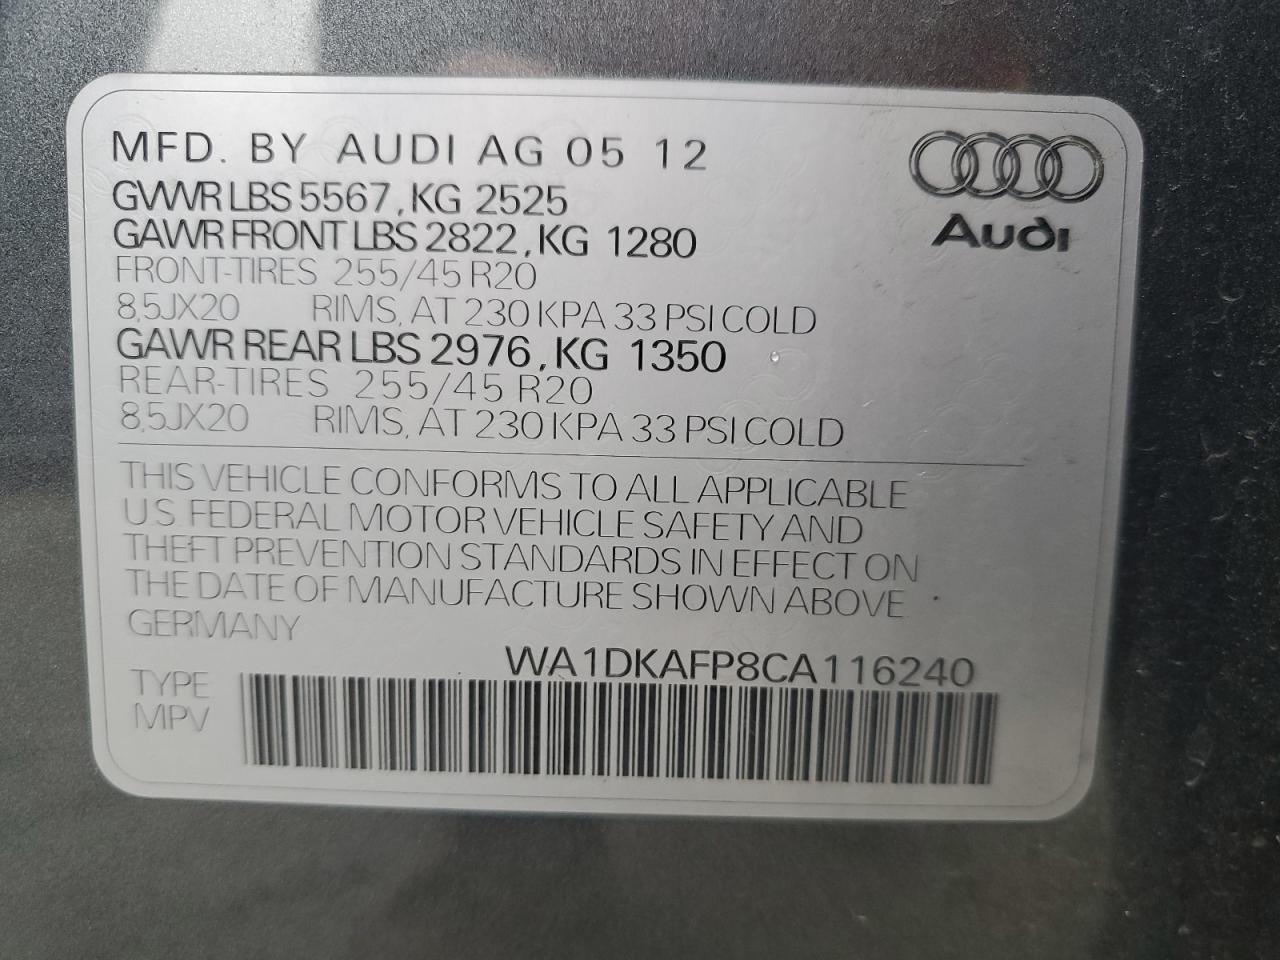 MFD. BY AUDI AG 05 12
GVWR LBS 5567, KG 2525
GAWR FRONT LBS 2822, KG 1280
FRONT-TIRES 255/45 R20
8,5JX20 RIMS, AT 230 KPA 33 PSI COLD
GAWR REAR LBS 2976, KG 1350
REAR-TIRES 255/45 R20
8,5JX20 RIMS, AT 230 KPA 33 PSI COLD
Audi
THIS VEHICLE CONFORMS TO ALL APPLICABLE
U.S. FEDERAL MOTOR VEHICLE SAFETY AND
THEFT PREVENTION STANDARDS IN EFFECT ON
THE DATE OF MANUFACTURE SHOWN ABOVE
GERMANY
WA1DKAFP8CA116240
TYPE
MPV